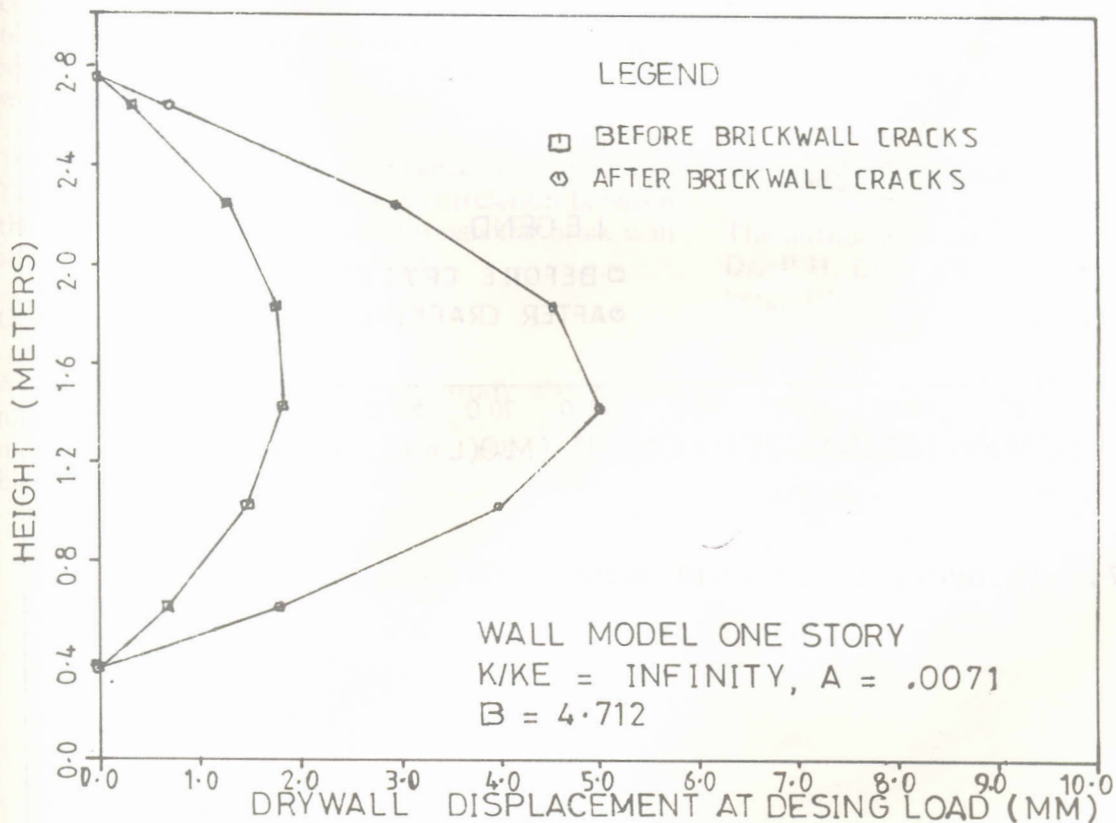 LEGEND
BEFORE BRICKWALL CRACKS
AFTER BRICKWALL CRACKS
HEIGHT (METERS)
2.8
2.4
2.0
1.6
1.2
0.8
0.4
0.0
WALL MODEL ONE STORY
K/KE = INFINITY, A = .0071
B = 4.712
0.0 1.0 2.0 3.0 4.0 5.0 6.0 7.0 8.0 9.0 10.0
DRYWALL DISPLACEMENT AT DESING LOAD (MM)